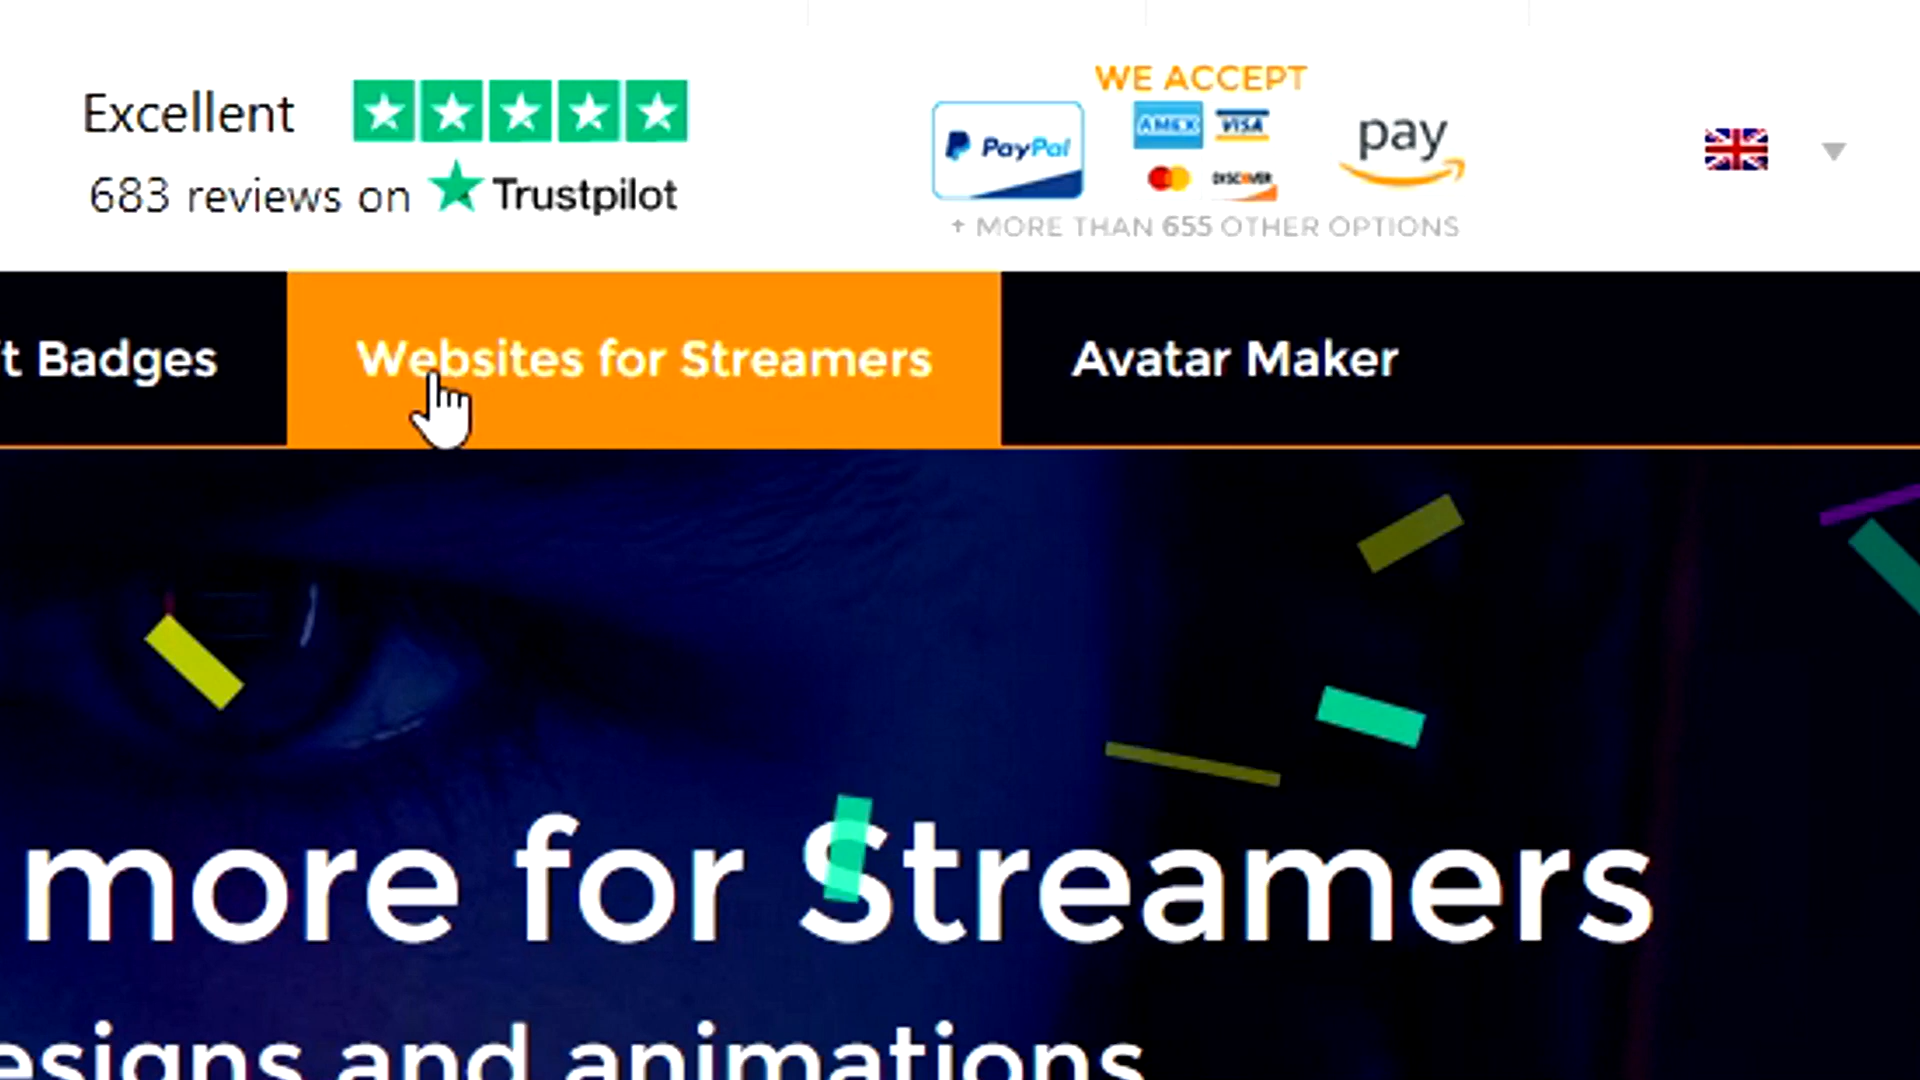 Excellent
683 reviews on Trustpilot
WE ACCEPT
PayPal
AMEX VISA
DISCOVER
pay
+ MORE THAN 655 OTHER OPTIONS
t Badges
Websites for Streamers
Avatar Maker
more for Streamers
esigns and animations